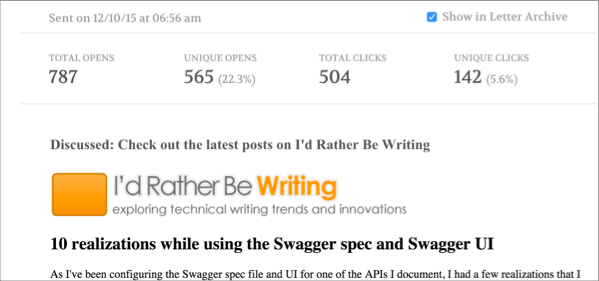 Sent on 12/10/15 at 06:56 am
Show in Letter Archive
TOTAL OPENS
787
UNIQUE OPENS
565 (22.3%)
TOTAL CLICKS
504
UNIQUE CLICKS
142 (5.6%)
Discussed: Check out the latest posts on I'd Rather Be Writing
I'd Rather Be Writing
exploring technical writing trends and innovations
10 realizations while using the Swagger spec and Swagger UI
As I've been configuring the Swagger spec file and UI for one of the APIs I document, I had a few realizations that I